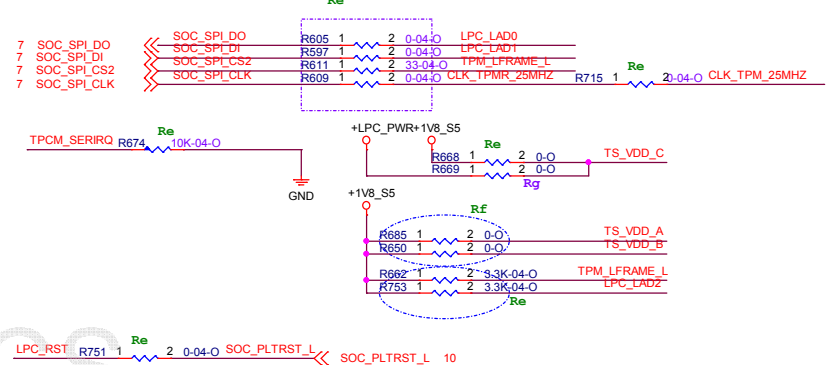 Re
7 SOC_SPI_DO SOC_SPI_DO R605 1 2 0-04-O LPC_LAD0
7 SOC_SPI_DI SOC_SPI_DI R597 1 2 0-04-O LPC_LAD1
7 SOC_SPI_CS2 SOC_SPI_CS2 R611 1 2 33-04-O TPM_LFRAME_L
7 SOC_SPI_CLK SOC_SPI_CLK R609 1 2 0-04-O CLK_TPMR_25MHZ R715 1 Re 2 0-04-O CLK_TPM_25MHZ
TPCM_SERIRQ R674 Re 10K-04-O
GND
+LPC_PWR +1V8_S5
Re
R668 1 2 0-O TS_VDD_C
R669 1 2 0-O
Rg
+1V8_S5
Rf
R685 1 2 0-O TS_VDD_A
R650 1 2 0-O TS_VDD_B
R662 1 2 3.3K-04-O TPM_LFRAME_L
R753 1 2 3.3K-04-O LPC_LAD2
Re
Re
LPC_RST R751 1 2 0-04-O SOC_PLTRST_L SOC_PLTRST_L 10